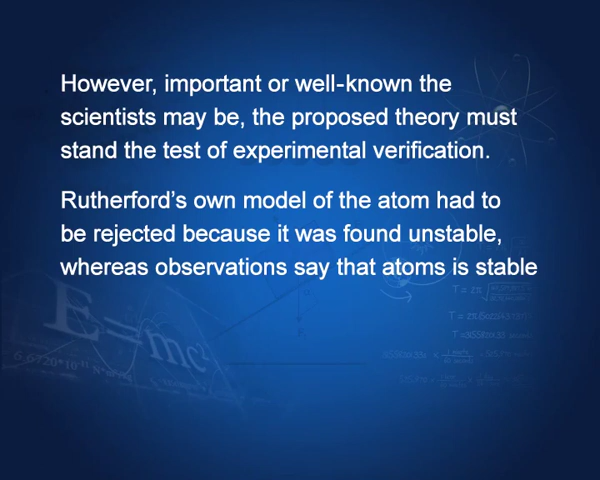 However, important or well-known the
scientists may be, the proposed theory must
stand the test of experimental verification.
Rutherford's own model of the atom had to
be rejected because it was found unstable,
whereas observations say that atoms is stable
E=mc²